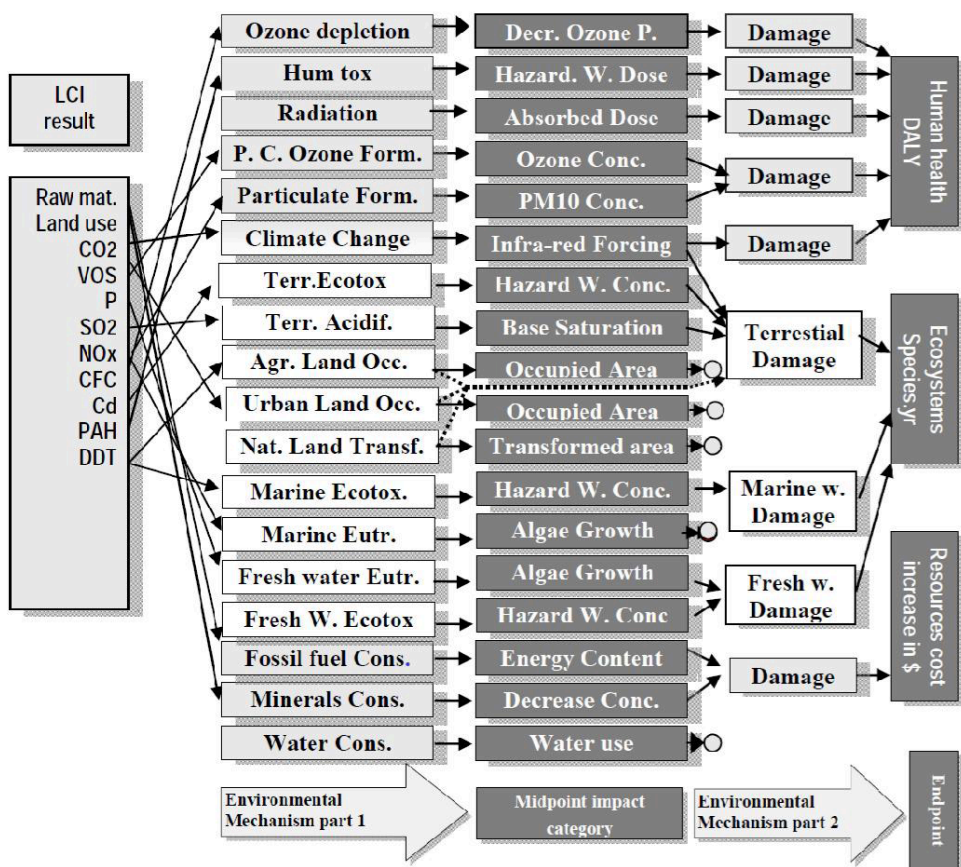 LCI
result
Raw mat.
Land use
CO2
VOS
P
SO2
NOx
CFC
Cd
PAH
DDT
Ozone depletion
Hum tox
Radiation
P. C. Ozone Form.
Particulate Form.
Climate Change
Terr.Ecotox
Terr. Acidif.
Agr. Land Occ.
Urban Land Occ.
Nat. Land Transf.
Marine Ecotox.
Marine Eutr.
Fresh water Eutr.
Fresh W. Ecotox
Fossil fuel Cons.
Minerals Cons.
Water Cons.
Decr. Ozone P.
Hazard. W. Dose
Absorbed Dose
Ozone Conc.
PM10 Conc.
Infra-red Forcing
Hazard W. Conc.
Base Saturation
Occupied Area
Occupied Area
Transformed area
Hazard W. Conc.
Algae Growth
Algae Growth
Hazard W. Conc
Energy Content
Decrease Conc.
Water use
Damage
Damage
Damage
Damage
Damage
Terrestial
Damage
Marine w.
Damage
Fresh w.
Damage
Damage
Human health
DALY
Ecosystems
Species.yr
Resources cost
increase in $
Environmental
Mechanism part 1
Midpoint impact
category
Environmental
Mechanism part 2
Endpoint